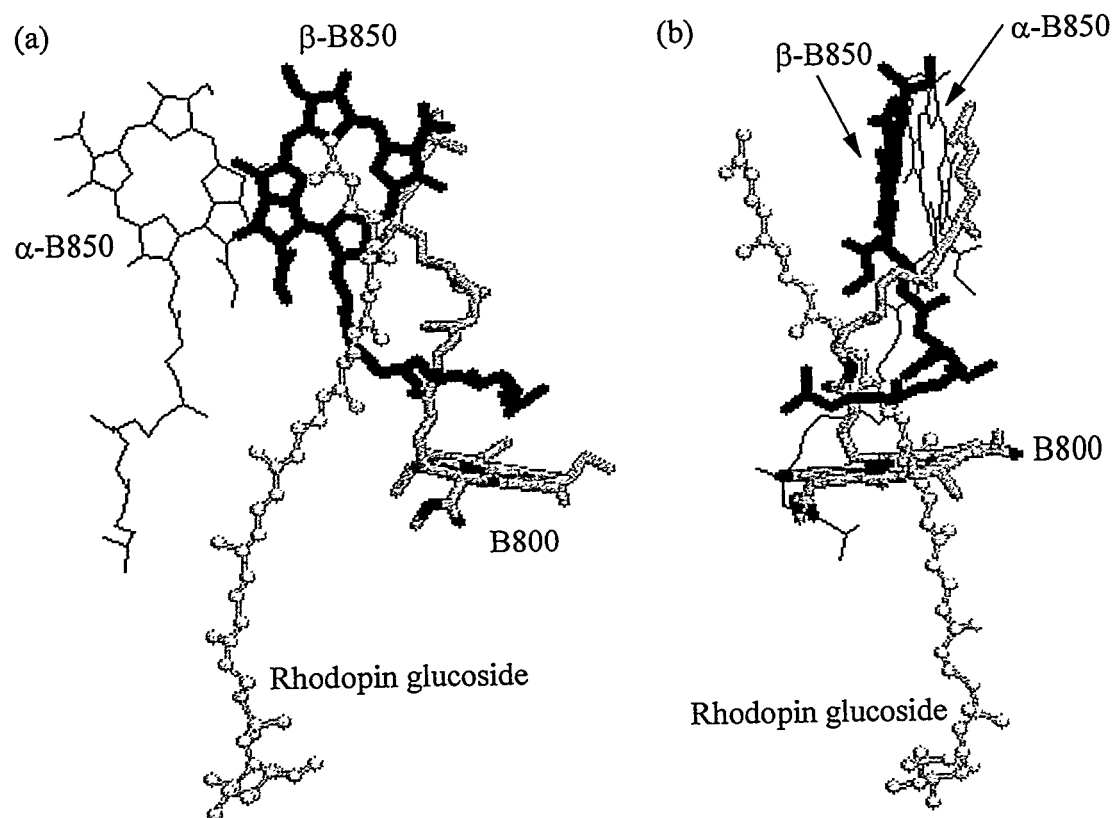 (a)
β-B850
α-B850
B800
Rhodopin glucoside
(b)
α-B850
β-B850
B800
Rhodopin glucoside